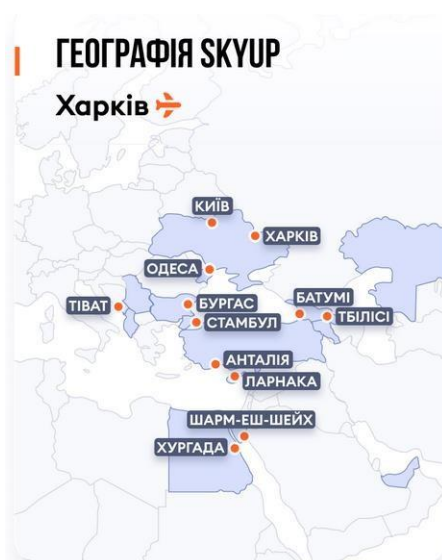 ГЕОГРАФІЯ SKYUP
Харків
КИЇВ
ХАРКІВ
ОДЕСА
ТІВАТ
БУРГАС
БАТУМІ
СТАМБУЛ
ТБІЛІСІ
АНТАЛІЯ
ЛАРНАКА
ШАРМ-ЕШ-ШЕЙХ
ХУРГАДА